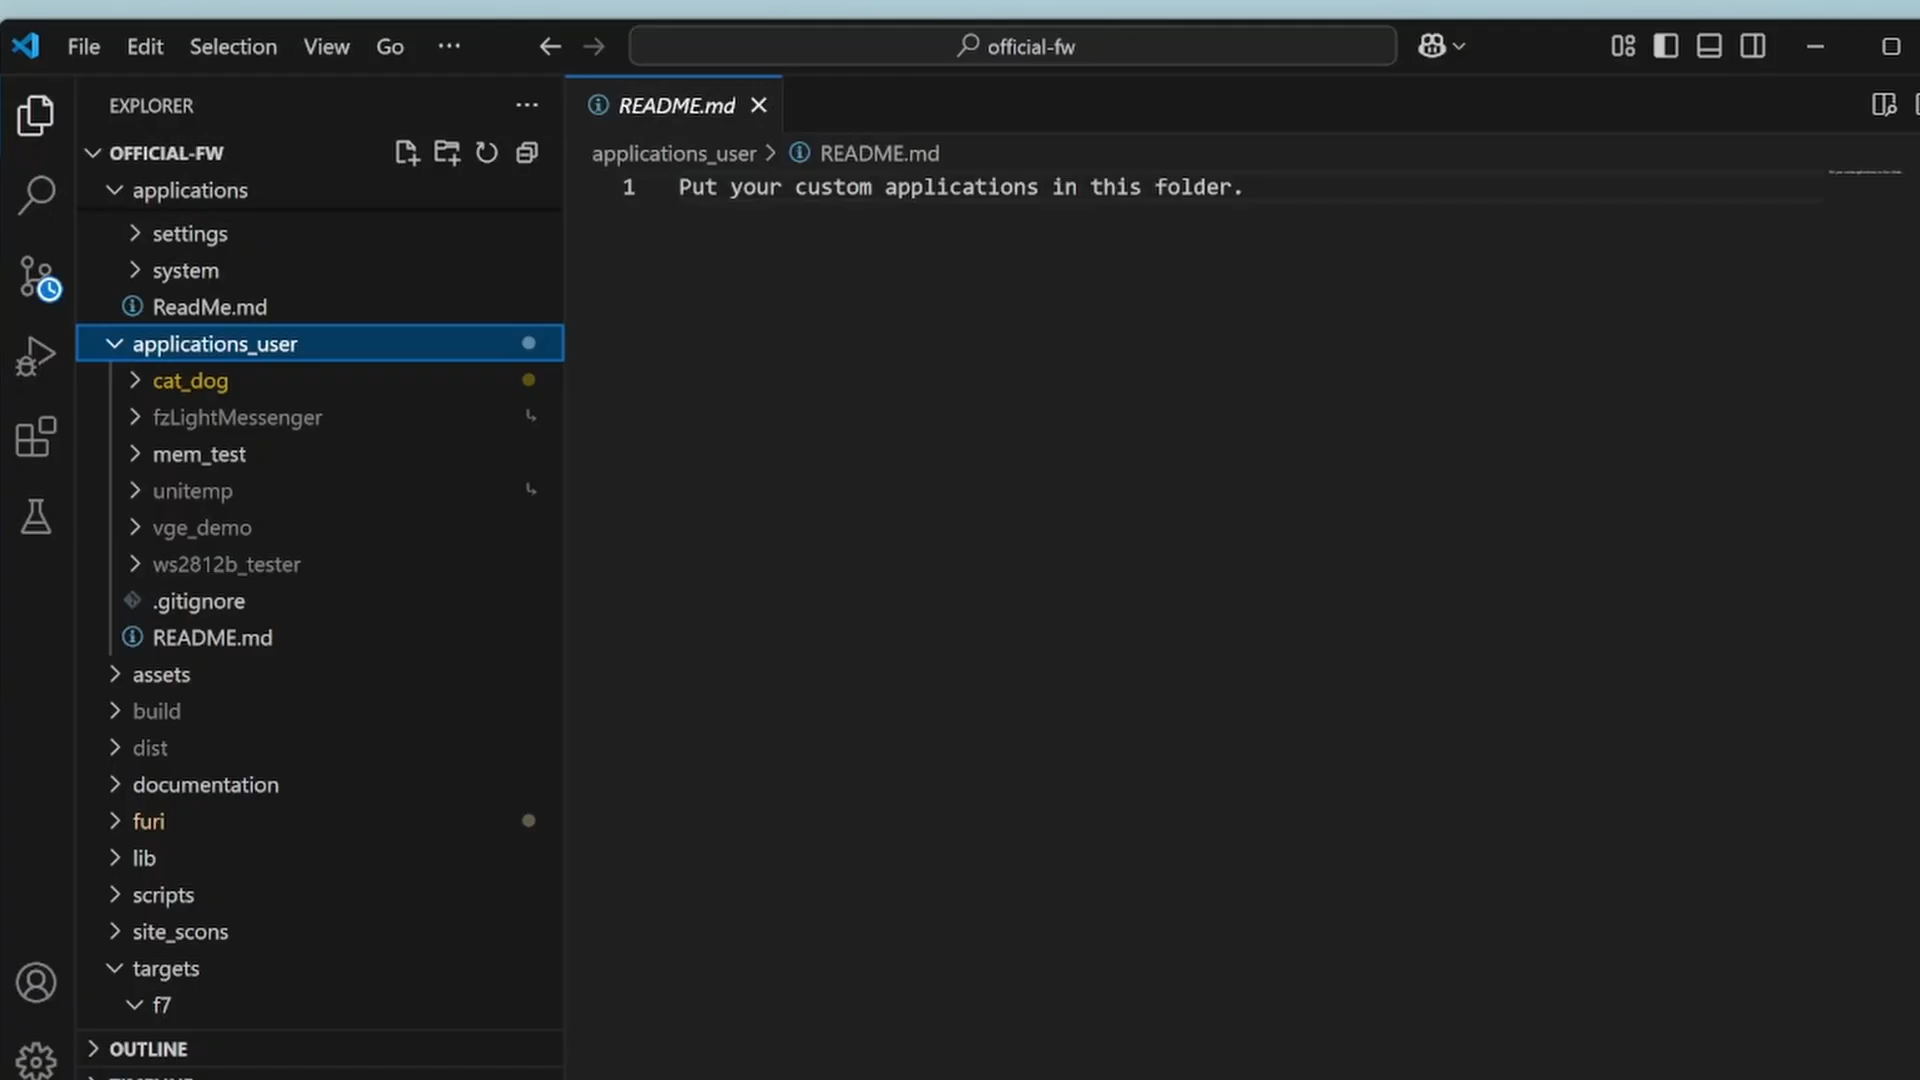 File Edit Selection View Go
official-fw
EXPLORER
README.md
OFFICIAL-FW
applications_user > README.md
applications
1 Put your custom applications in this folder.
settings
system
ReadMe.md
applications_user
cat_dog
fzLightMessenger
mem_test
unitemp
vge_demo
ws2812b_tester
.gitignore
README.md
assets
build
dist
documentation
furi
lib
scripts
site_scons
targets
f7
OUTLINE